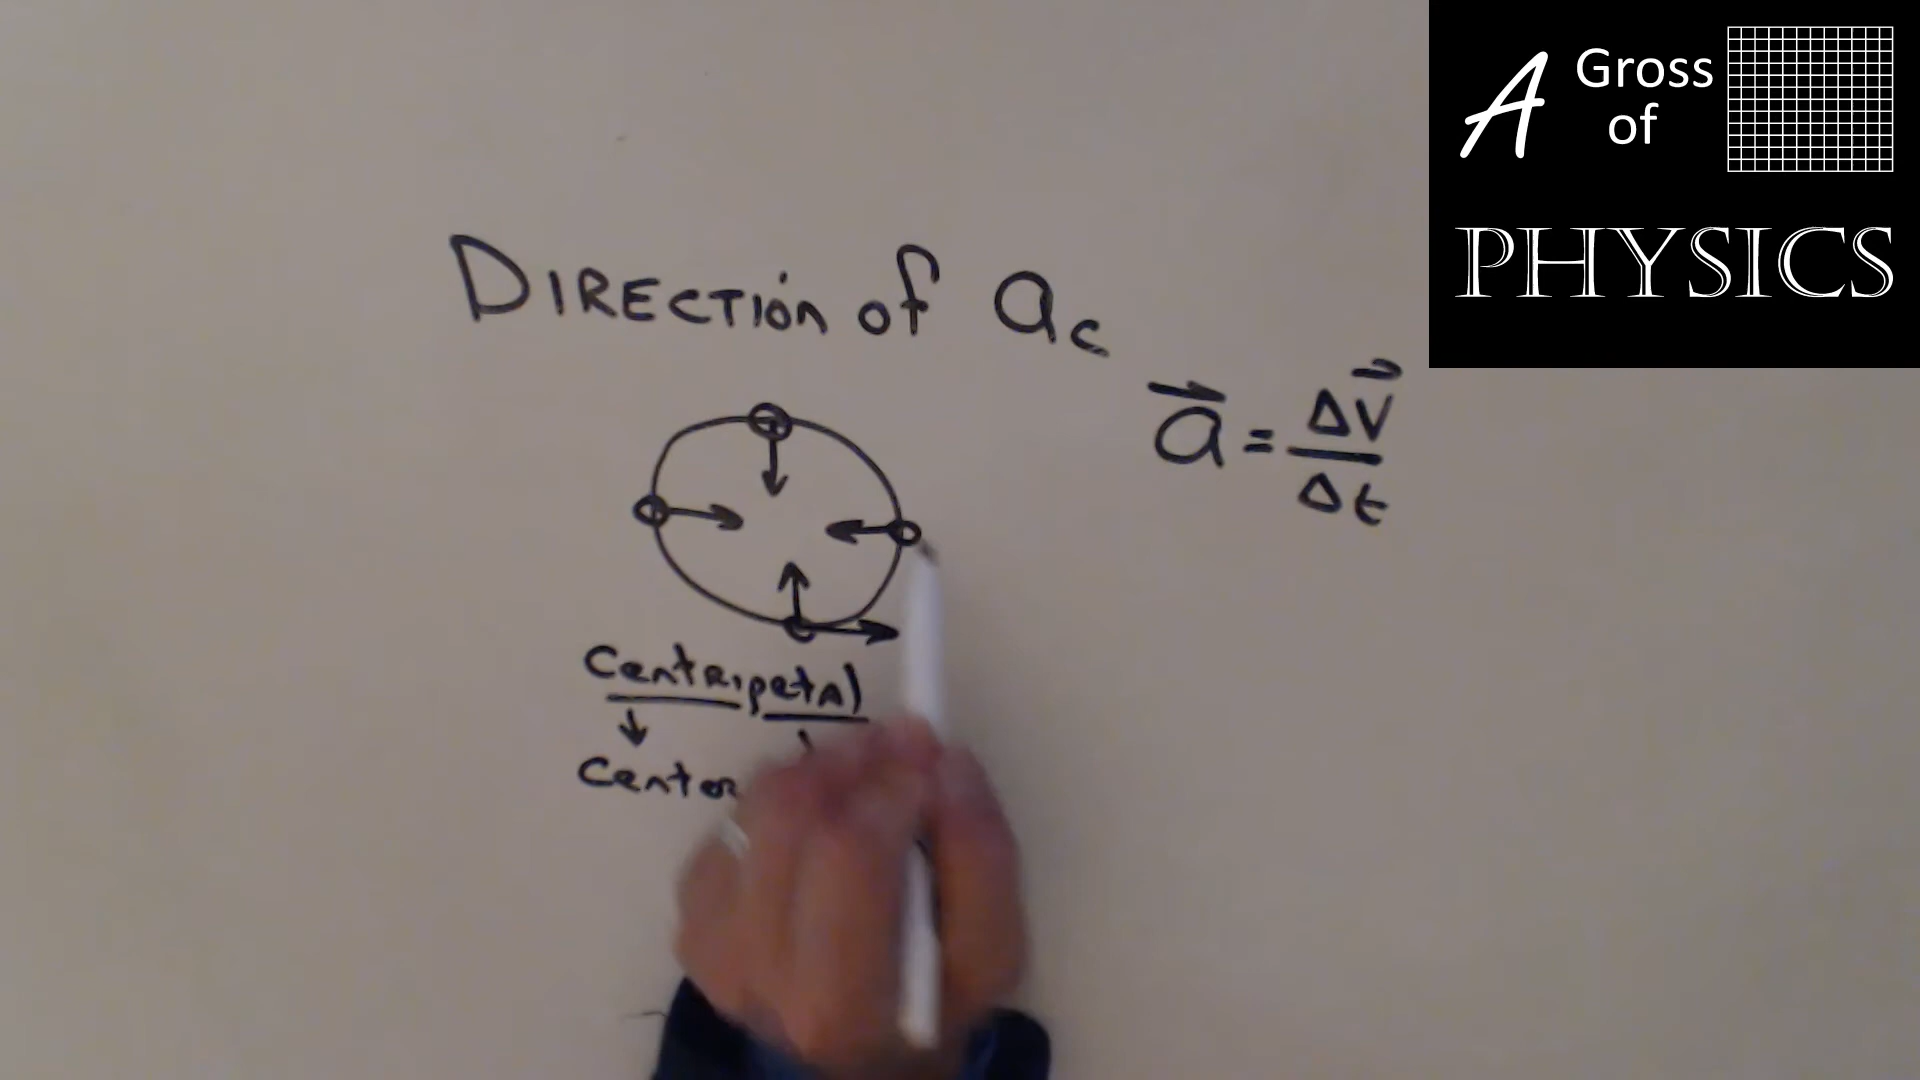 A Gross of
PHYSICS
DIRECTion of ac
a = ΔV
Δt
CentRipetAl
Center